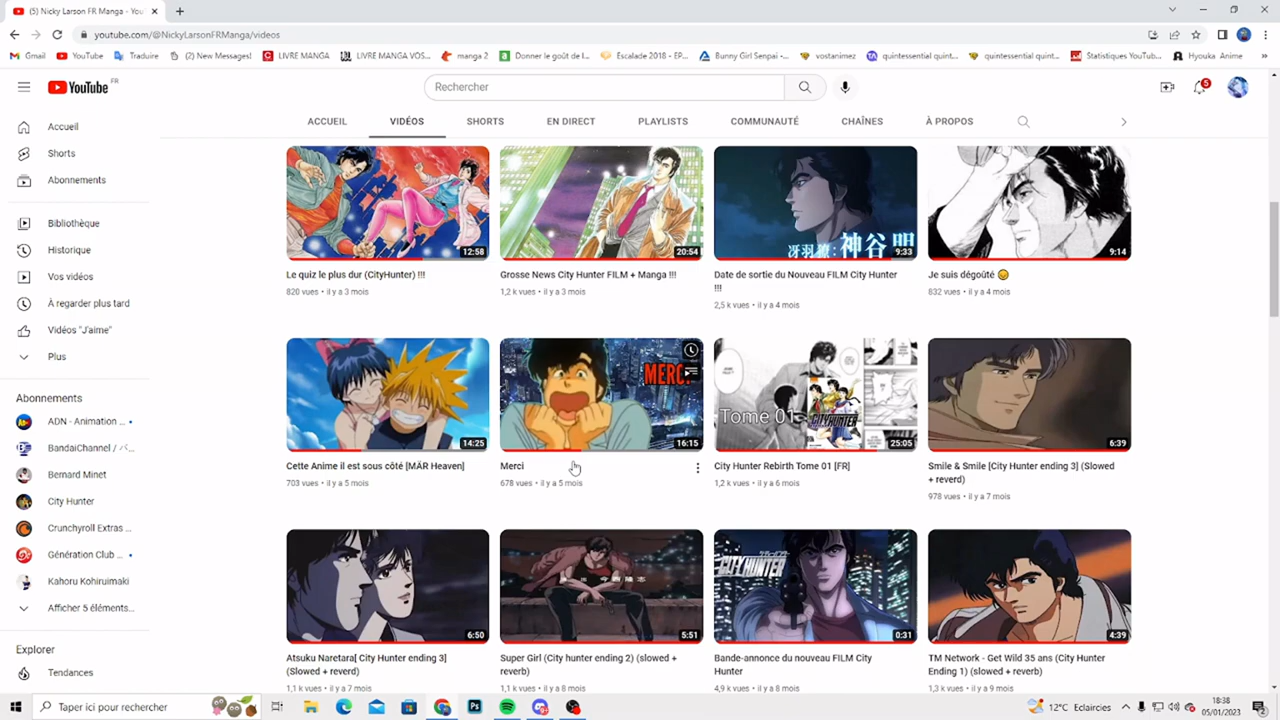 (5) Nicky Larson FR Manga - You
youtube.com/@NickyLarsonFRManga/videos
Gmail
YouTube
Traduire
(2) New Messages!
LIVRE MANGA
LIVRE MANGA VOS...
manga 2
Donner le goût de l...
Escalade 2018 - EP...
Bunny Girl Senpai -...
vostanimez
quintessential quint...
quintessential quint...
Statistiques YouTub...
Hyouka Anime
YouTube FR
Rechercher
5
ACCUEIL
VIDÉOS
SHORTS
EN DIRECT
PLAYLISTS
COMMUNAUTÉ
CHAÎNES
À PROPOS
Accueil
Shorts
Abonnements
Bibliothèque
Historique
Vos vidéos
À regarder plus tard
Vidéos "J'aime"
Plus
Abonnements
ADN - Animation ...
BandaiChannel / バ...
Bernard Minet
City Hunter
Crunchyroll Extras ...
Génération Club ...
Kahoru Kohiruimaki
Afficher 5 éléments...
Explorer
Tendances
12:58
Le quiz le plus dur (CityHunter) !!!
820 vues • il y a 3 mois
20:54
Grosse News City Hunter FILM + Manga !!!
1,2 k vues • il y a 3 mois
冴羽獠:神谷 明
9:33
Date de sortie du Nouveau FILM City Hunter
!!!
2,5 k vues • il y a 4 mois
9:14
Je suis dégoûté 😔
832 vues • il y a 4 mois
14:25
Cette Anime il est sous côté [MÄR Heaven]
703 vues • il y a 5 mois
MERCI
16:15
Merci
678 vues • il y a 5 mois
Tome 01
CITY HUNTER
25:05
City Hunter Rebirth Tome 01 [FR]
1,2 k vues • il y a 6 mois
6:39
Smile & Smile [City Hunter ending 3] (Slowed
+ reverd)
978 vues • il y a 7 mois
6:50
Atsuku Naretara[ City Hunter ending 3]
(Slowed + reverd)
1,1 k vues • il y a 7 mois
今西隆志
5:51
Super Girl (City hunter ending 2) (slowed +
reverb)
1,1 k vues • il y a 8 mois
CITYHUNTER
0:31
Bande-annonce du nouveau FILM City
Hunter
4,9 k vues • il y a 8 mois
4:39
TM Network - Get Wild 35 ans (City Hunter
Ending 1) (slowed + reverd)
1,3 k vues • il y a 9 mois
Taper ici pour rechercher
12°C Eclaircies
18:38
05/01/2023
2